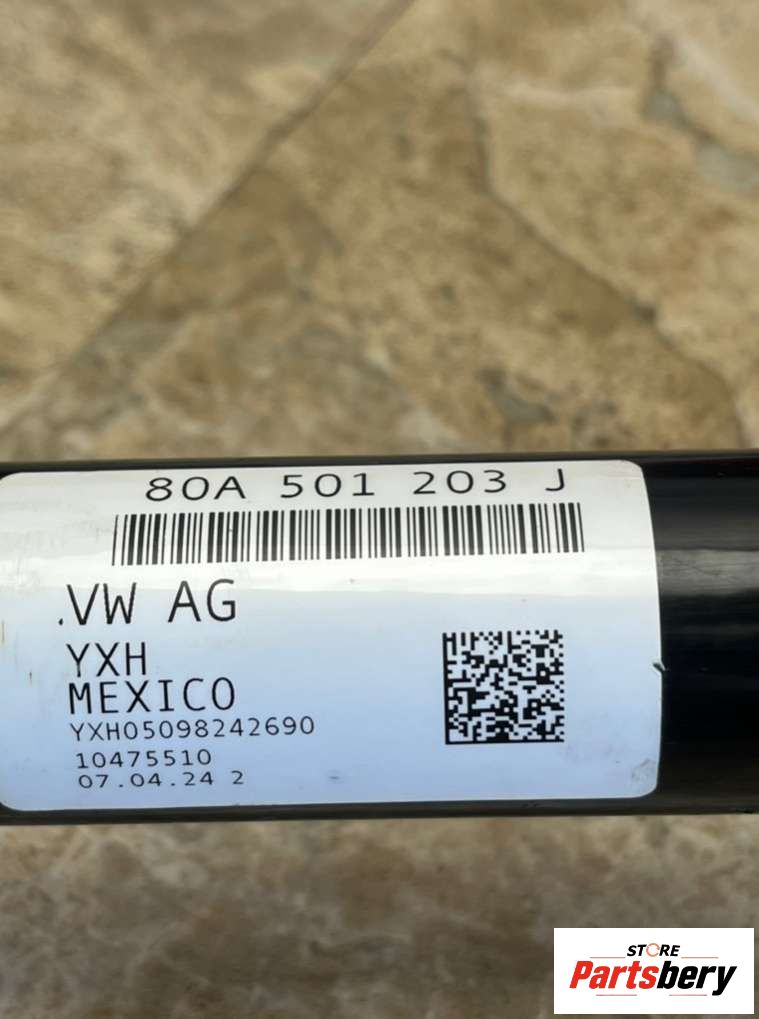 80A 501 203 J
.VW AG
YXH
MEXICO
YXH05098242690
10475510
07.04.24 2
STORE
Partsbery